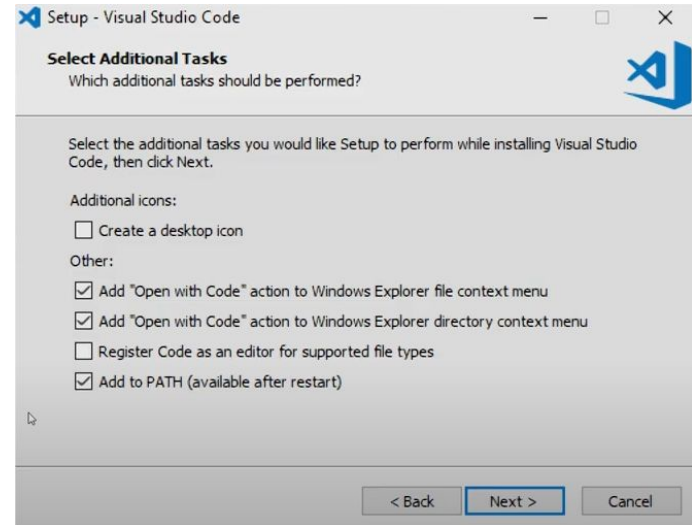 Setup - Visual Studio Code
Select Additional Tasks
Which additional tasks should be performed?
Select the additional tasks you would like Setup to perform while installing Visual Studio
Code, then click Next.
Additional icons:
Create a desktop icon
Other:
Add "Open with Code" action to Windows Explorer file context menu
Add "Open with Code" action to Windows Explorer directory context menu
Register Code as an editor for supported file types
Add to PATH (available after restart)
< Back Next > Cancel